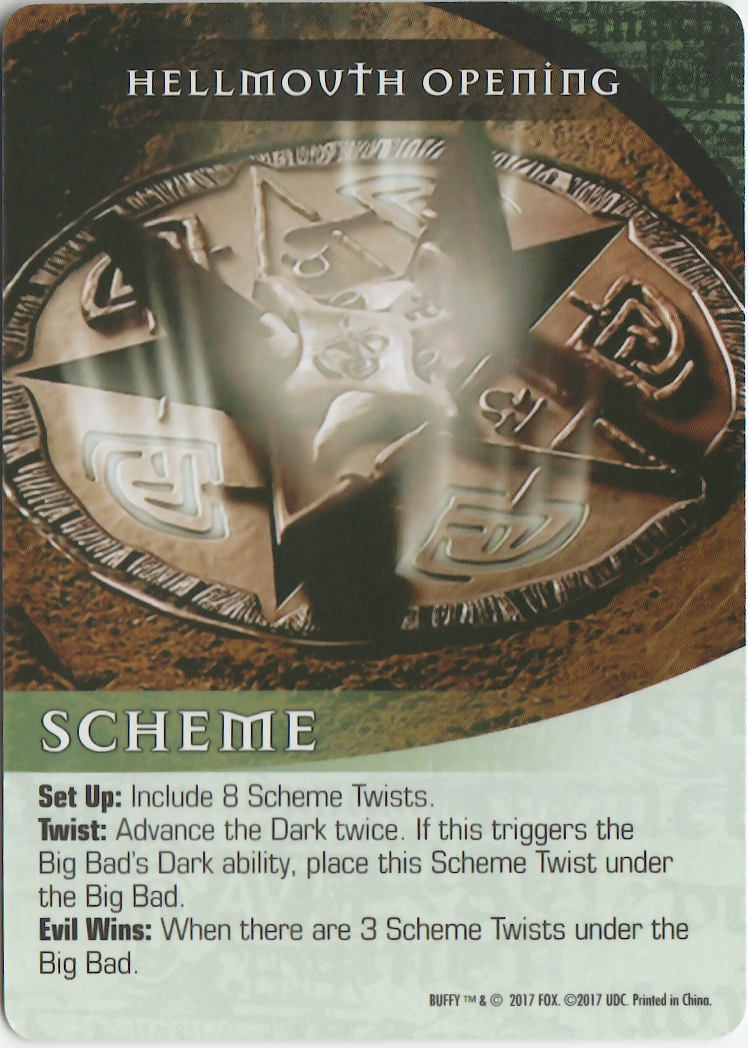 HELLMOUTH OPENING
SCHEME
Set Up: Include 8 Scheme Twists.
Twist: Advance the Dark twice. If this triggers the
Big Bad's Dark ability, place this Scheme Twist under
the Big Bad.
Evil Wins: When there are 3 Scheme Twists under the
Big Bad.
BUFFY ™ & © 2017 FOX. ©2017 UDC. Printed in China.